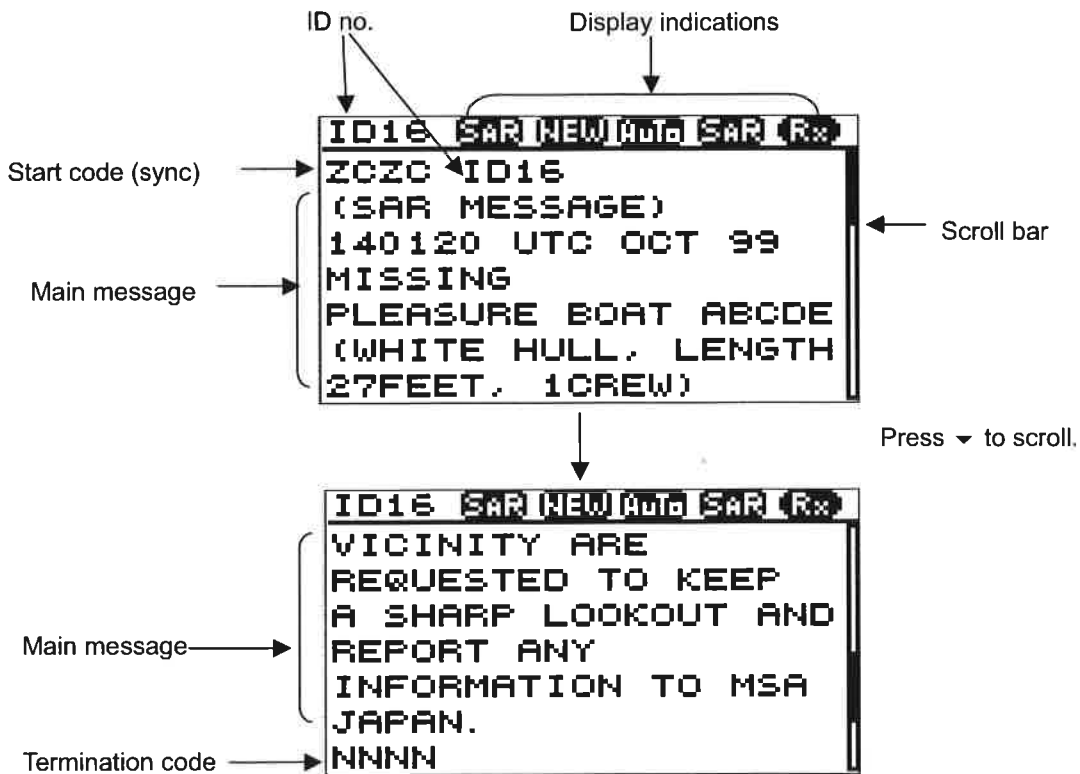 ID no.
Display indications
ID16 SAR NEW Auto SAR Rx
Start code (sync)
ZCZC ID16
(SAR MESSAGE)
140120 UTC OCT 99
Scroll bar
MISSING
Main message
PLEASURE BOAT ABCDE
(WHITE HULL, LENGTH
27FEET, 1CREW)
Press ▼ to scroll.
ID16 SAR NEW Auto SAR Rx
VICINITY ARE
REQUESTED TO KEEP
A SHARP LOOKOUT AND
Main message
REPORT ANY
INFORMATION TO MSA
JAPAN.
Termination code
NNNN